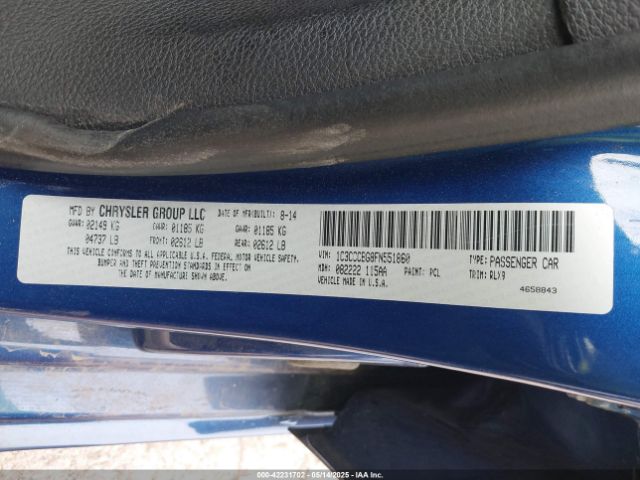 MFD BY CHRYSLER GROUP LLC DATE OF MFR(BUILT): 8-14
GVWR: 02149 KG GAWR: 01185 KG GAWR: 01185 KG
04737 LB FRONT: 02612 LB REAR: 02612 LB
THIS VEHICLE CONFORMS TO ALL APPLICABLE U.S.A. FEDERAL MOTOR VEHICLE SAFETY,
BUMPER AND THEFT PREVENTION STANDARDS IN EFFECT ON THE
DATE OF MANUFACTURE SHOWN ABOVE.
VIN: 1C3CCCEG8FN551860 TYPE: PASSENGER CAR
MDH: 082222 115AA PAINT: PCL TRIM: RLX9
VEHICLE MADE IN U.S.A.
4658843
000-42231702 - 05/14/2025 - IAAI